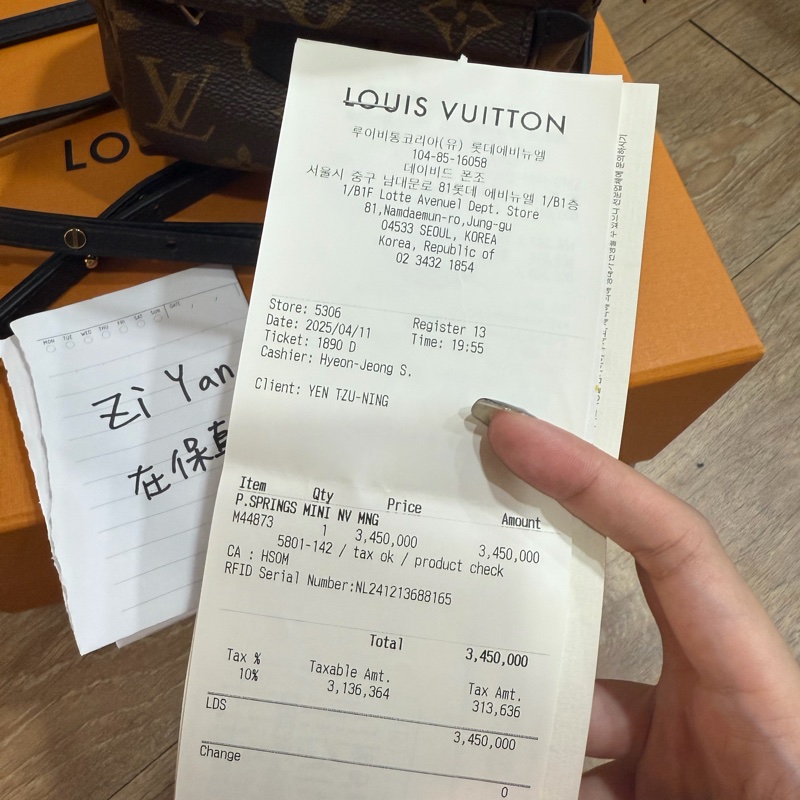 LO
LOUIS VUITTON
루이비통코리아(유) 롯데에비뉴엘
104-85-16058
데이비드 폰조
서울시 중구 남대문로 81롯데 에비뉴엘 1/B1층
1/B1F Lotte Avenuel Dept. Store
81,Namdaemun-ro,Jung-gu
04533 SEOUL, KOREA
Korea, Republic of
02 3432 1854
Store: 5306 Register 13
Date: 2025/04/11 Time: 19:55
Ticket: 1890 D
Cashier: Hyeon-Jeong S.
Client: YEN TZU-NING
Item Qty Price Amount
P.SPRINGS MINI NV MNG
M44873 1 3,450,000 3,450,000
5801-142 / tax ok / product check
CA : HSOM
RFID Serial Number:NL241213688165
Total 3,450,000
Tax % Taxable Amt. Tax Amt.
10% 3,136,364 313,636
LDS 3,450,000
Change 0
MON TUE WED THU FRI SAT SUN DATE / /
Zi Yan
在保